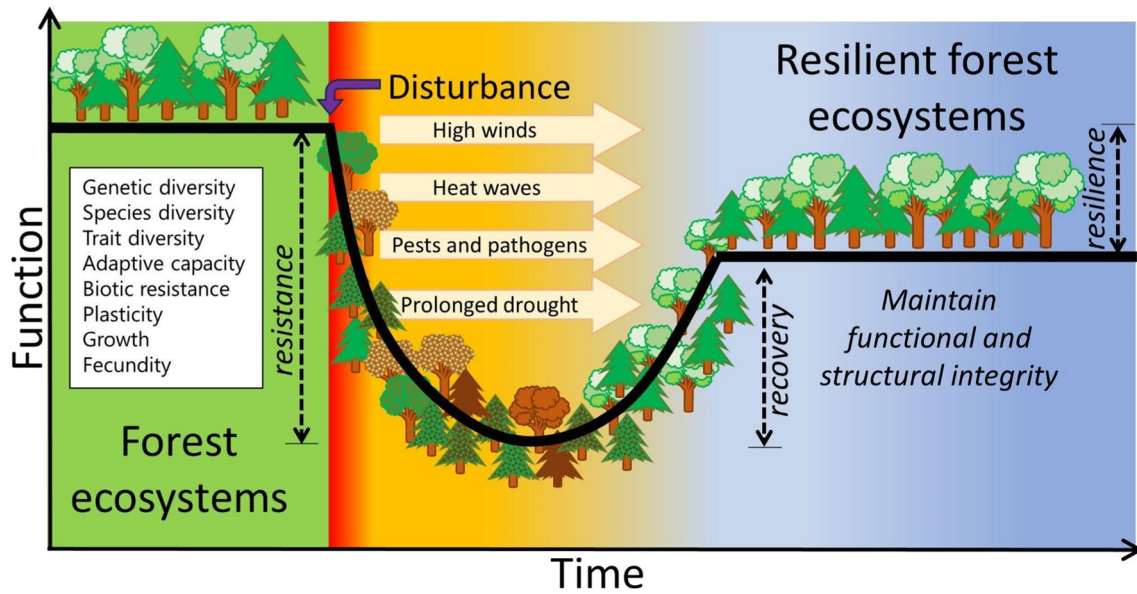 Function
Genetic diversity
Species diversity
Trait diversity
Adaptive capacity
Biotic resistance
Plasticity
Growth
Fecundity
Forest
ecosystems
resistance
Disturbance
High winds
Heat waves
Pests and pathogens
Prolonged drought
recovery
Resilient forest
ecosystems
resilience
Maintain
functional and
structural integrity
Time